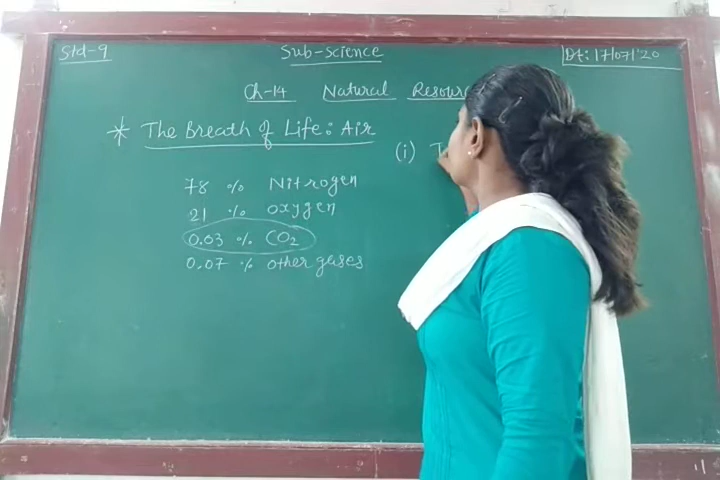 Std-9
Sub-science
Dt: 17/07/20
Ch-14 Natural
* The Breath of Life: Air
(i)
78 % Nitrogen
21 % oxygen
0.03 % CO2
0.07 % other gases